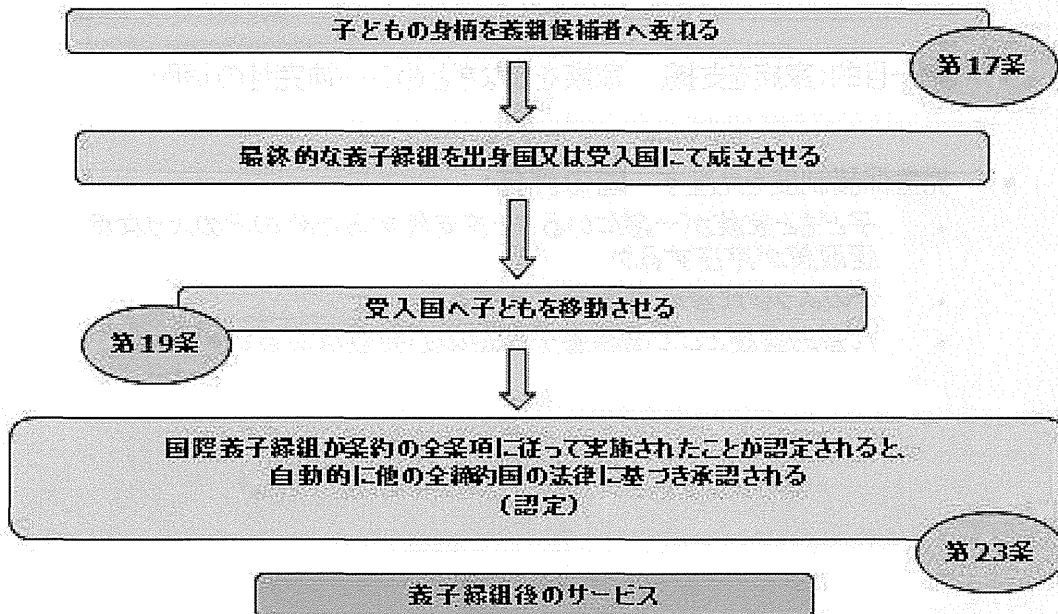 子どもの身柄を養親候補者へ委ねる
第17条
最終的な養子縁組を出身国又は受入国にて成立させる
受入国へ子どもを移動させる
第19条
国際養子縁組が条約の全条項に従って実施されたことが認定されると、
自動的に他の全締約国の法律に基づき承認される
（認定）
第23条
養子縁組後のサービス